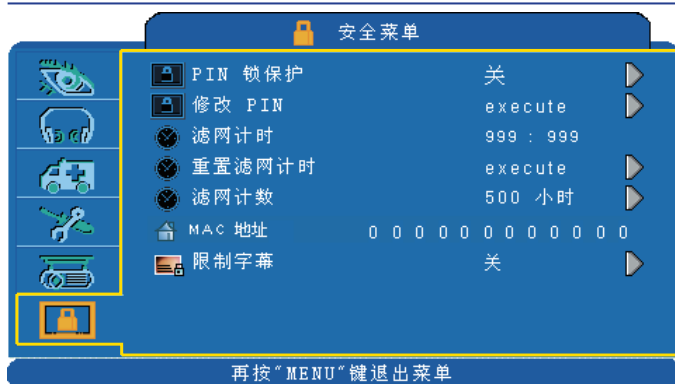 安全菜单
PIN 锁保护 关
修改 PIN execute
滤网计时 999 : 999
重置滤网计时 execute
滤网计数 500 小时
MAC 地址 0 0 0 0 0 0 0 0 0 0 0 0
限制字幕 关
再按“MENU“键退出菜单